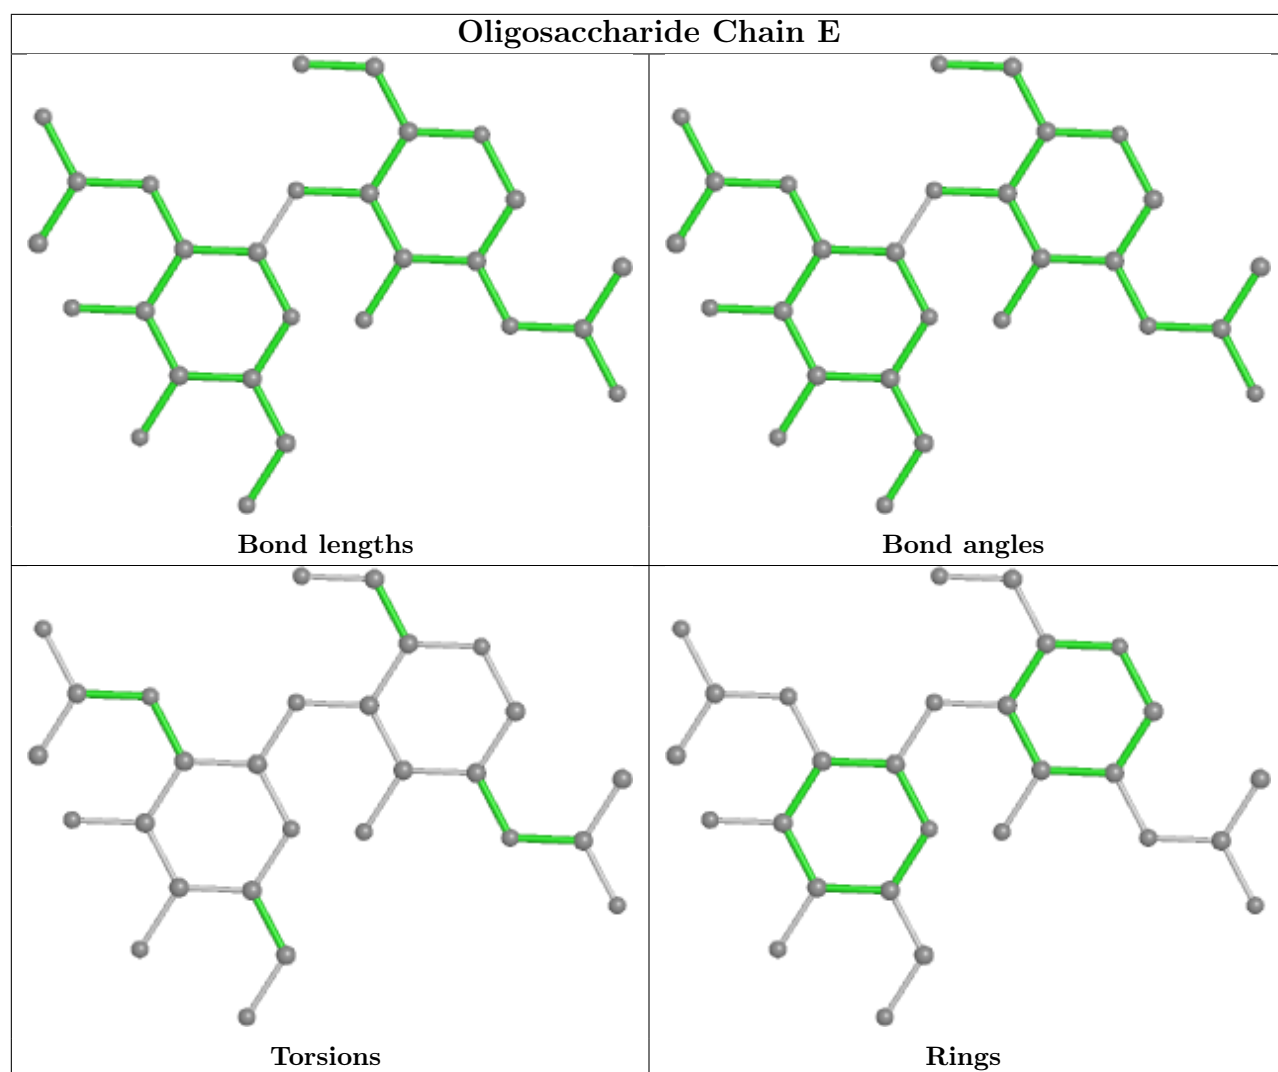 Oligosaccharide Chain E
Bond lengths
Bond angles
Torsions
Rings